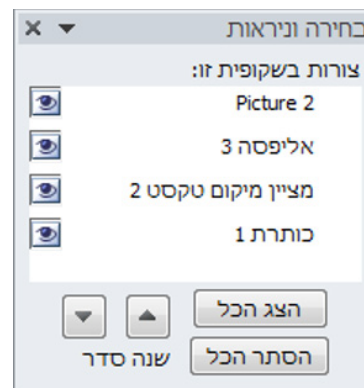 בחירה וניראות
צורות בשקופית זו:
Picture 2
אליפסה 3
מציין מיקום טקסט 2
כותרת 1
הצג הכל
הסתר הכל
שנה סדר